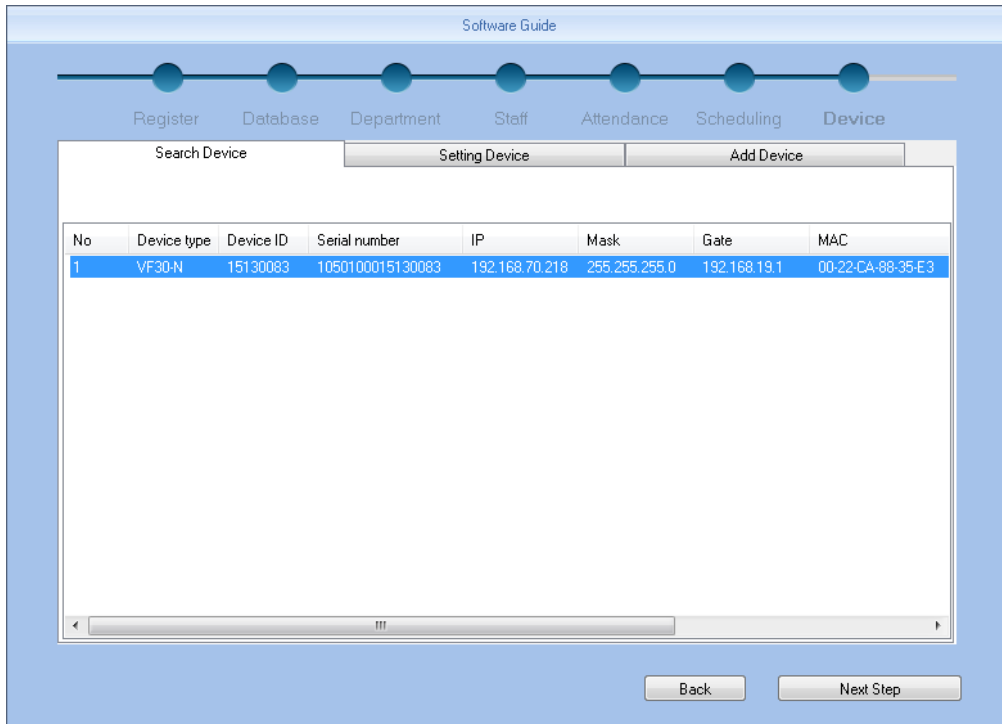 Software Guide
Register Database Department Staff Attendance Scheduling Device
Search Device Setting Device Add Device
No Device type Device ID Serial number IP Mask Gate MAC
1 VF30-N 15130083 1050100015130083 192.168.70.218 255.255.255.0 192.168.19.1 00-22-CA-88-35-E3
Back Next Step